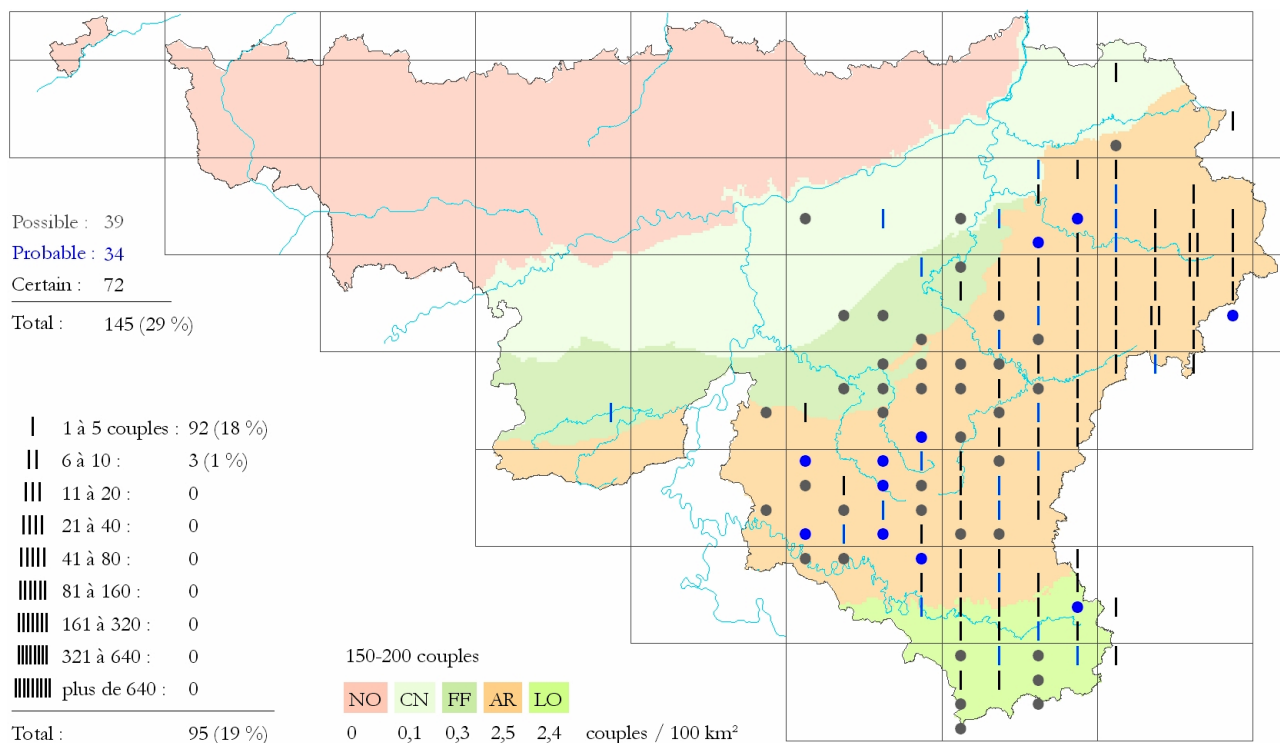 Possible : 39
Probable : 34
Certain : 72
Total : 145 (29 %)
1 à 5 couples : 92 (18 %)
6 à 10 : 3 (1 %)
11 à 20 : 0
21 à 40 : 0
41 à 80 : 0
81 à 160 : 0
161 à 320 : 0
321 à 640 : 0
plus de 640 : 0
Total : 95 (19 %)
150-200 couples
NO CN FF AR LO
0 0,1 0,3 2,5 2,4 couples / 100 km²